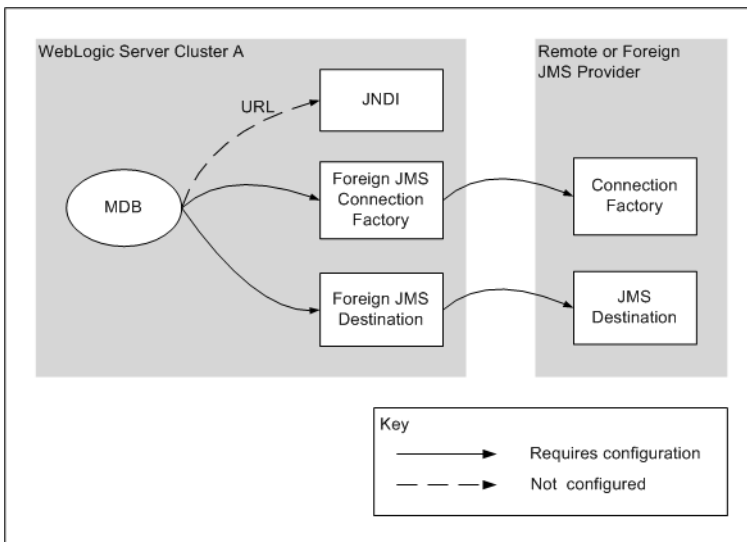 WebLogic Server Cluster A
Remote or Foreign
JMS Provider
URL
JNDI
MDB
Foreign JMS
Connection
Factory
Connection
Factory
Foreign JMS
Destination
JMS
Destination
Key
Requires configuration
Not configured